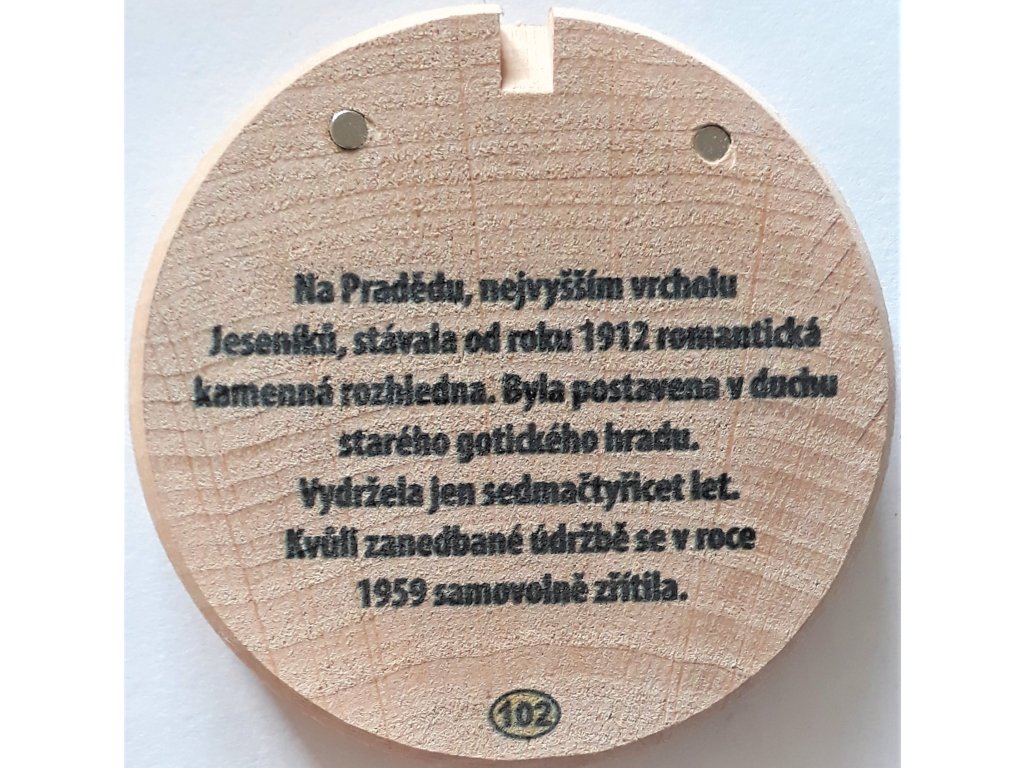 Na Pradědu, nejvyšším vrcholu
Jeseníků, stávala od roku 1912 romantická
kamenná rozhledna. Byla postavena v duchu
starého gotického hradu.
Vydržela jen sedmačtyřicet let.
Kvůli zanedbané údržbě se v roce
1959 samovolně zřítila.
102